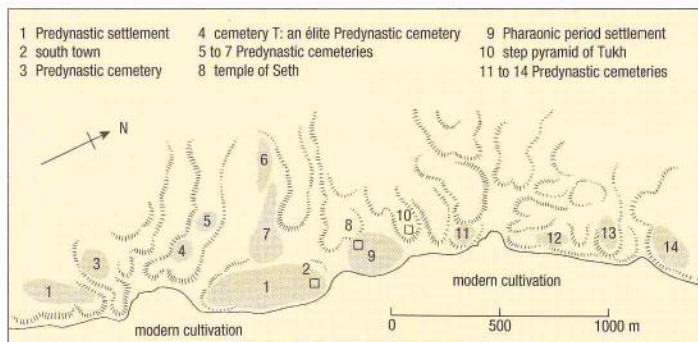 1 Predynastic settlement
2 south town
3 Predynastic cemetery
4 cemetery T: an élite Predynastic cemetery
5 to 7 Predynastic cemeteries
8 temple of Seth
9 Pharaonic period settlement
10 step pyramid of Tukh
11 to 14 Predynastic cemeteries
N
6
5
10
8
11
12
13
14
3
4
7
9
1
1
2
modern cultivation
modern cultivation
0 500 1000 m